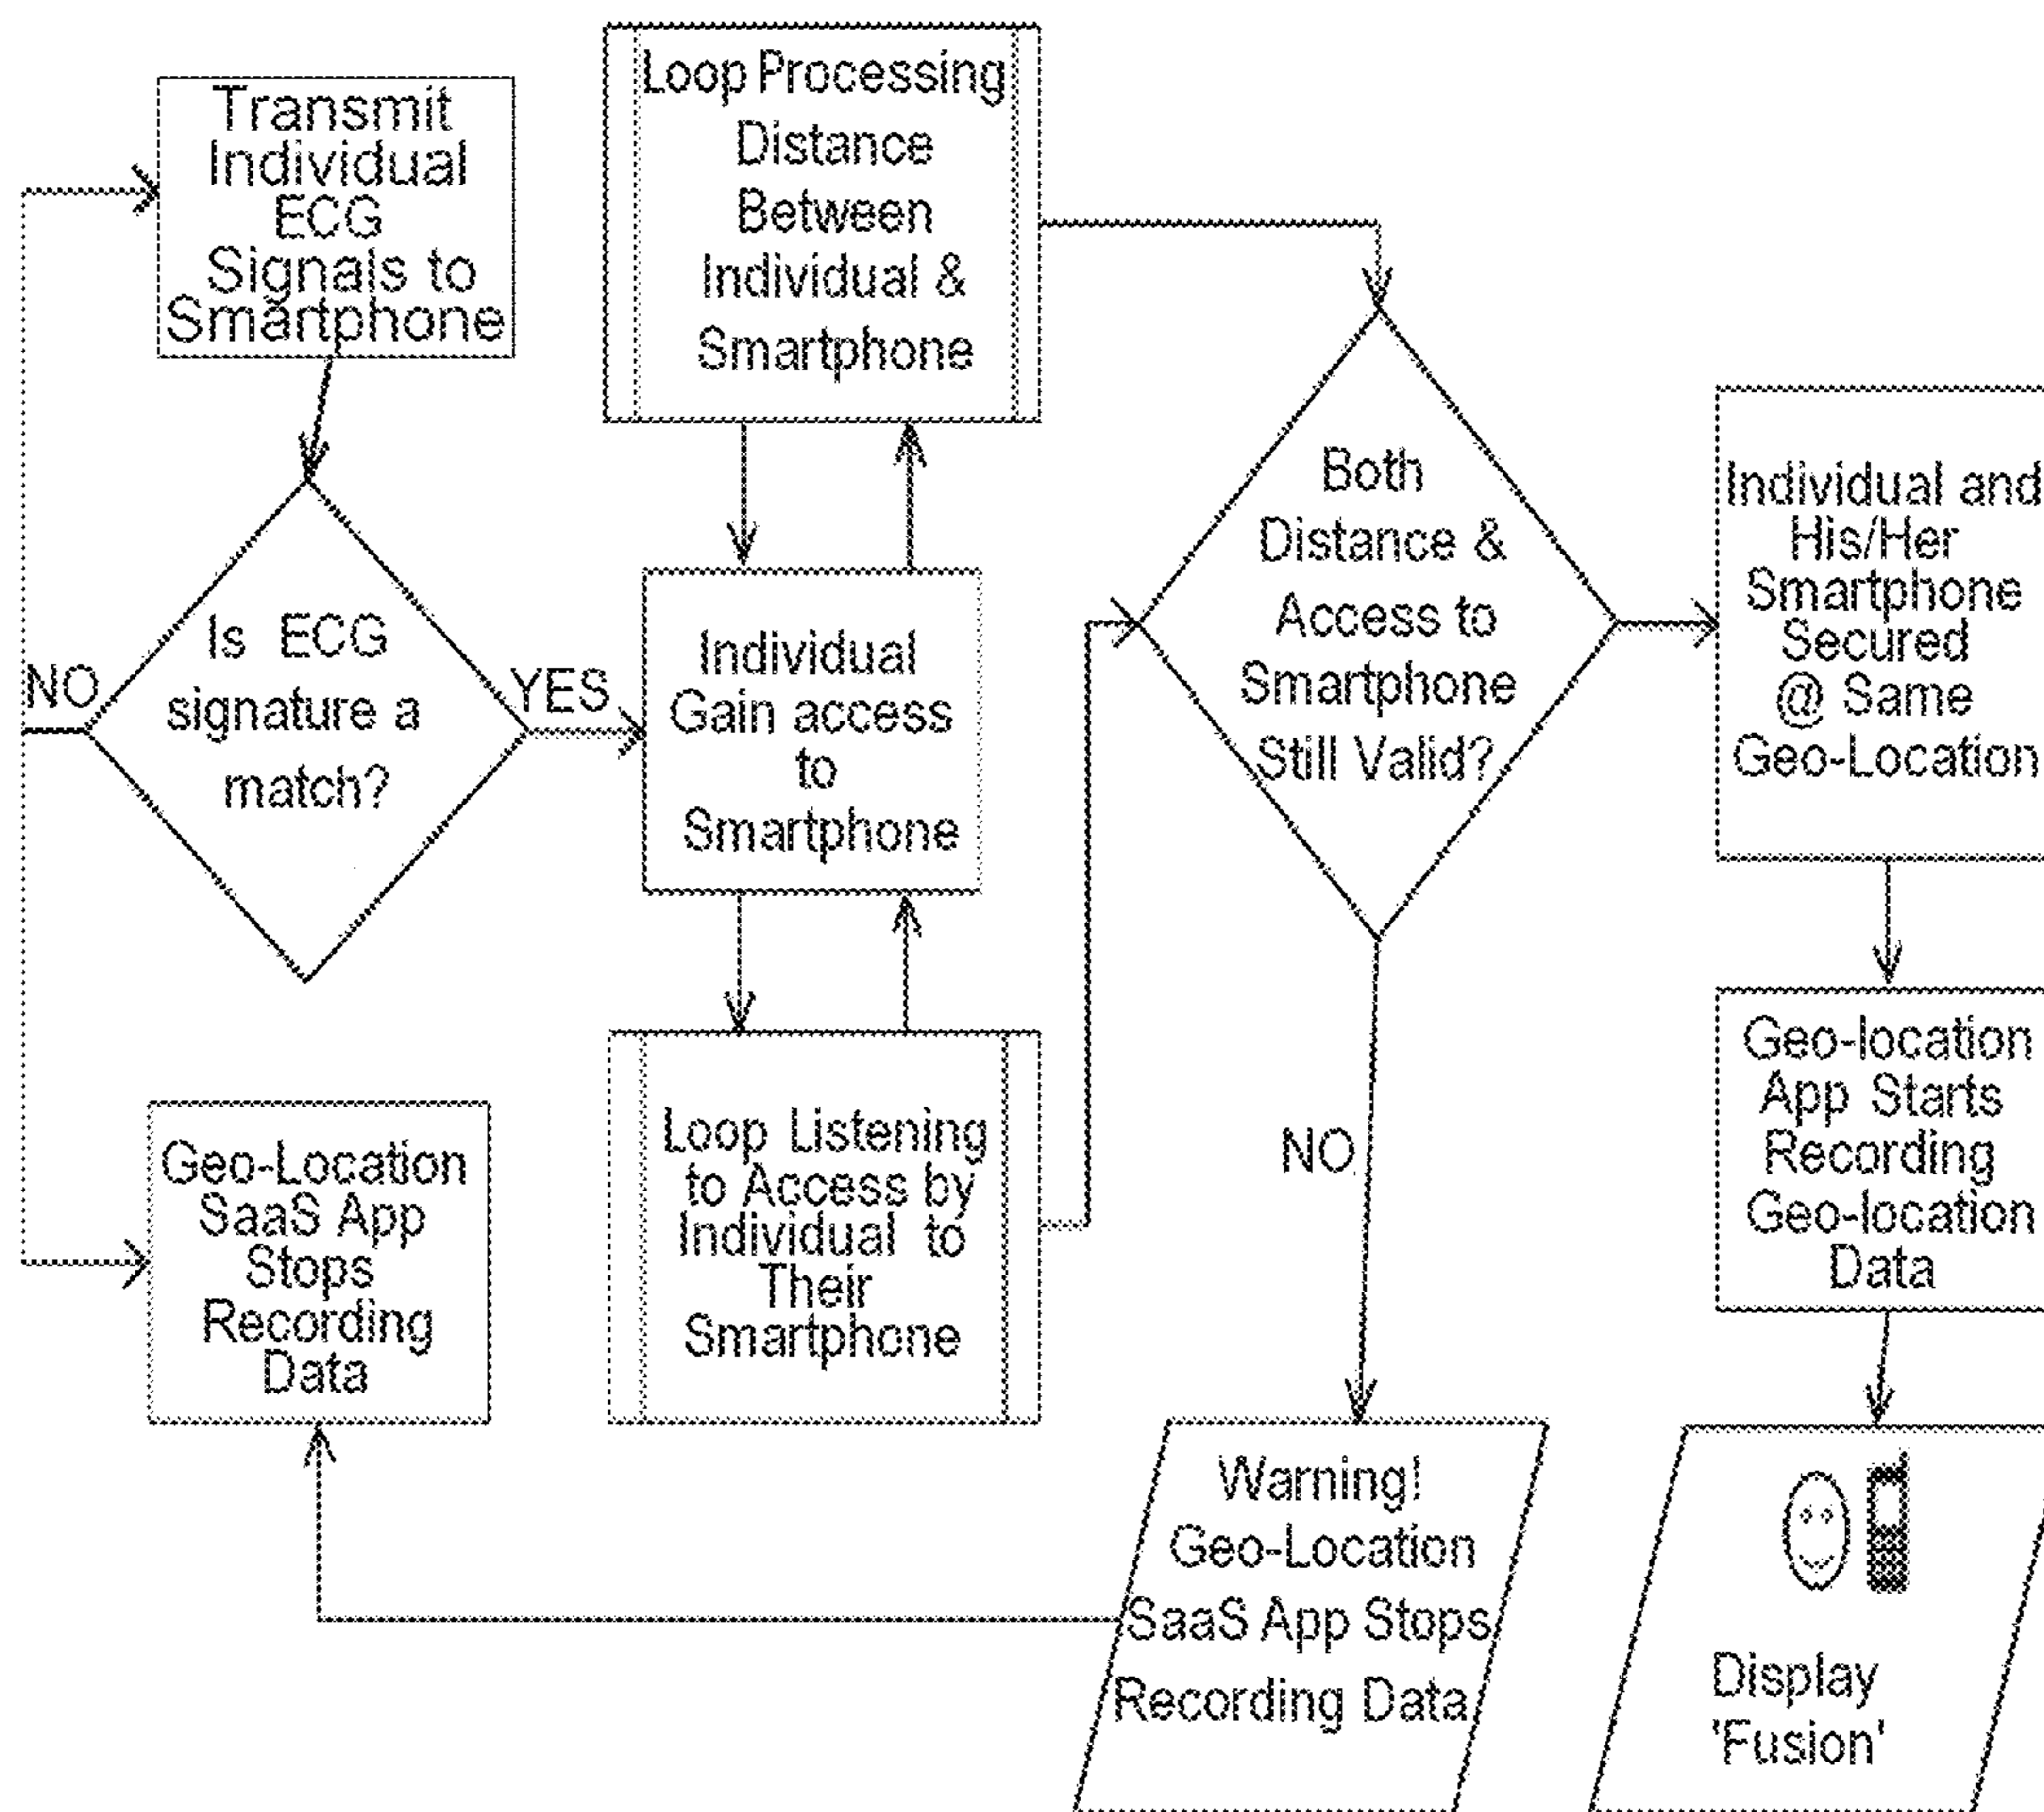 Transmit
Individual
ECG
Signals to
Smartphone
Is ECG
signature a
match?
NO
YES
Geo-Location
SaaS App
Stops
Recording
Data
Loop Processing
Distance
Between
Individual &
Smartphone
Individual
Gain access
to
Smartphone
Loop Listening
to Access by
Individual to
Their
Smartphone
Both
Distance &
Access to
Smartphone
Still Valid?
NO
Warning!
Geo-Location
SaaS App Stops
Recording Data
Individual and
His/Her
Smartphone
Secured
@ Same
Geo-Location
Geo-location
App Starts
Recording
Geo-location
Data
Display
'Fusion'